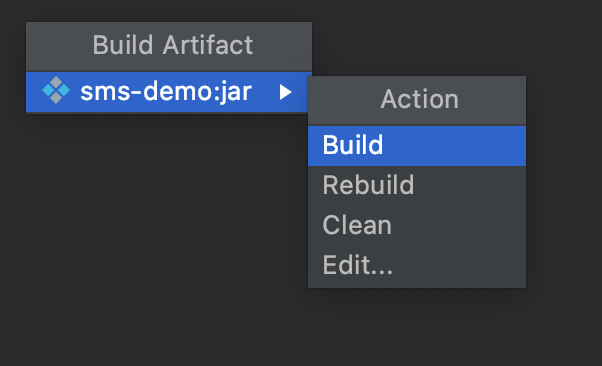 Build Artifact
sms-demo:jar
Action
Build
Rebuild
Clean
Edit...